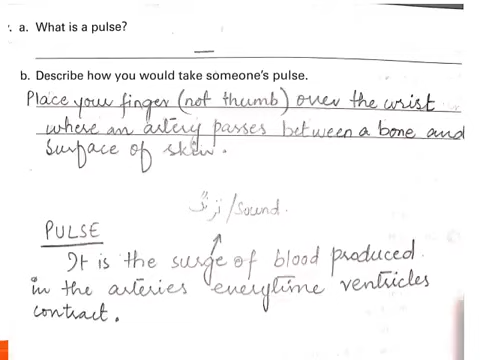 a. What is a pulse?
b. Describe how you would take someone's pulse.
Place your finger (not thumb) over the wrist
where an artery passes between a bone and
surface of skin.
/sound.
PULSE
It is the surge of blood produced
in the arteries everytime ventricles
contract.